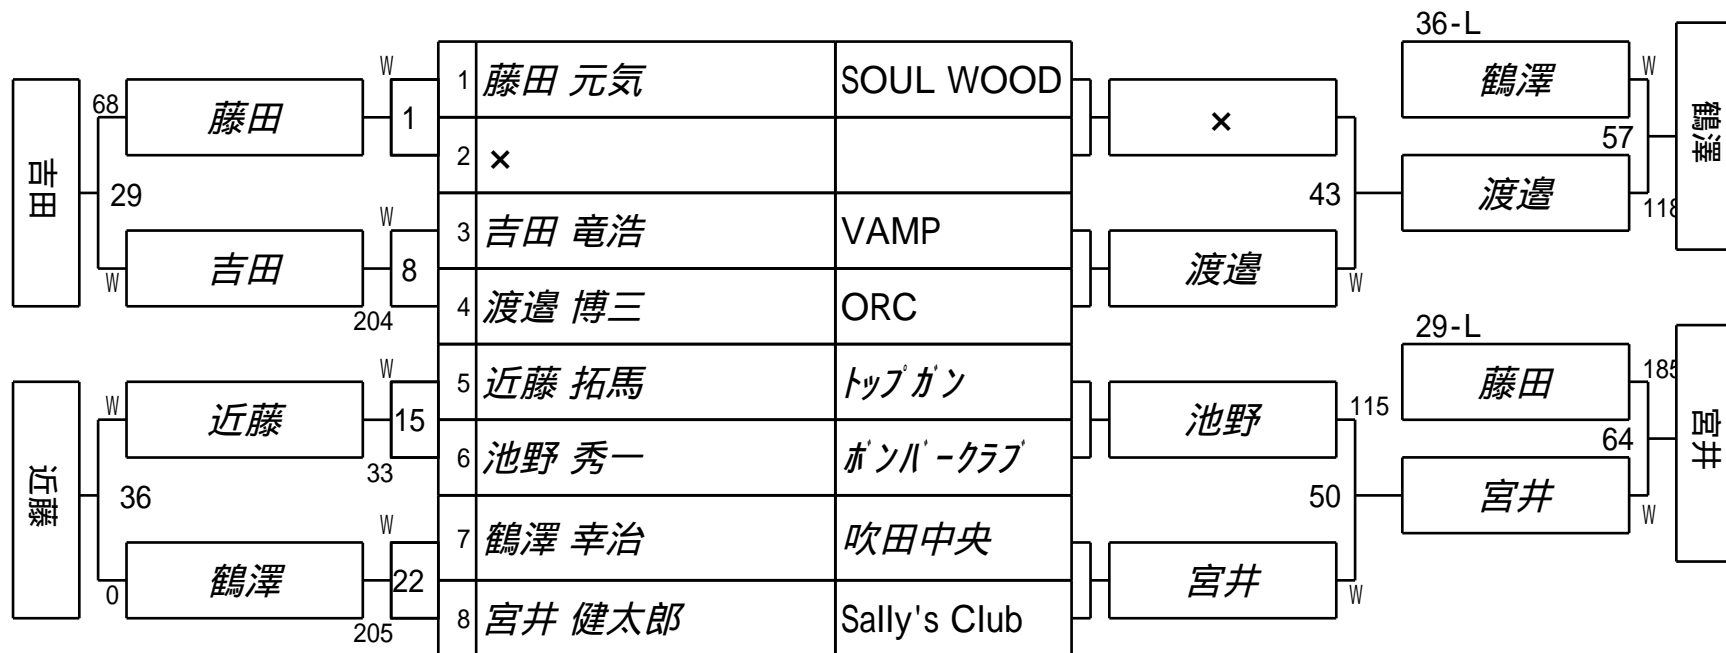 36-L
W
1 藤田 元気 SOUL WOOD
鶴澤
W
68
藤田
1
×
鶴澤
57
2 ×
吉田
29
W
43
渡邉
118
3 吉田 竜浩 VAMP
吉田
8
渡邉
W
W
4 渡邉 博三 ORC
204
29-L
W
5 近藤 拓馬 トップガン
藤田
185
W
近藤
15
池野
115
宮井
64
33
6 池野 秀一 ボンバークラブ
近藤
36
50
宮井
W
W
7 鶴澤 幸治 吹田中央
鶴澤
22
宮井
0
W
205
8 宮井 健太郎 Sally's Club